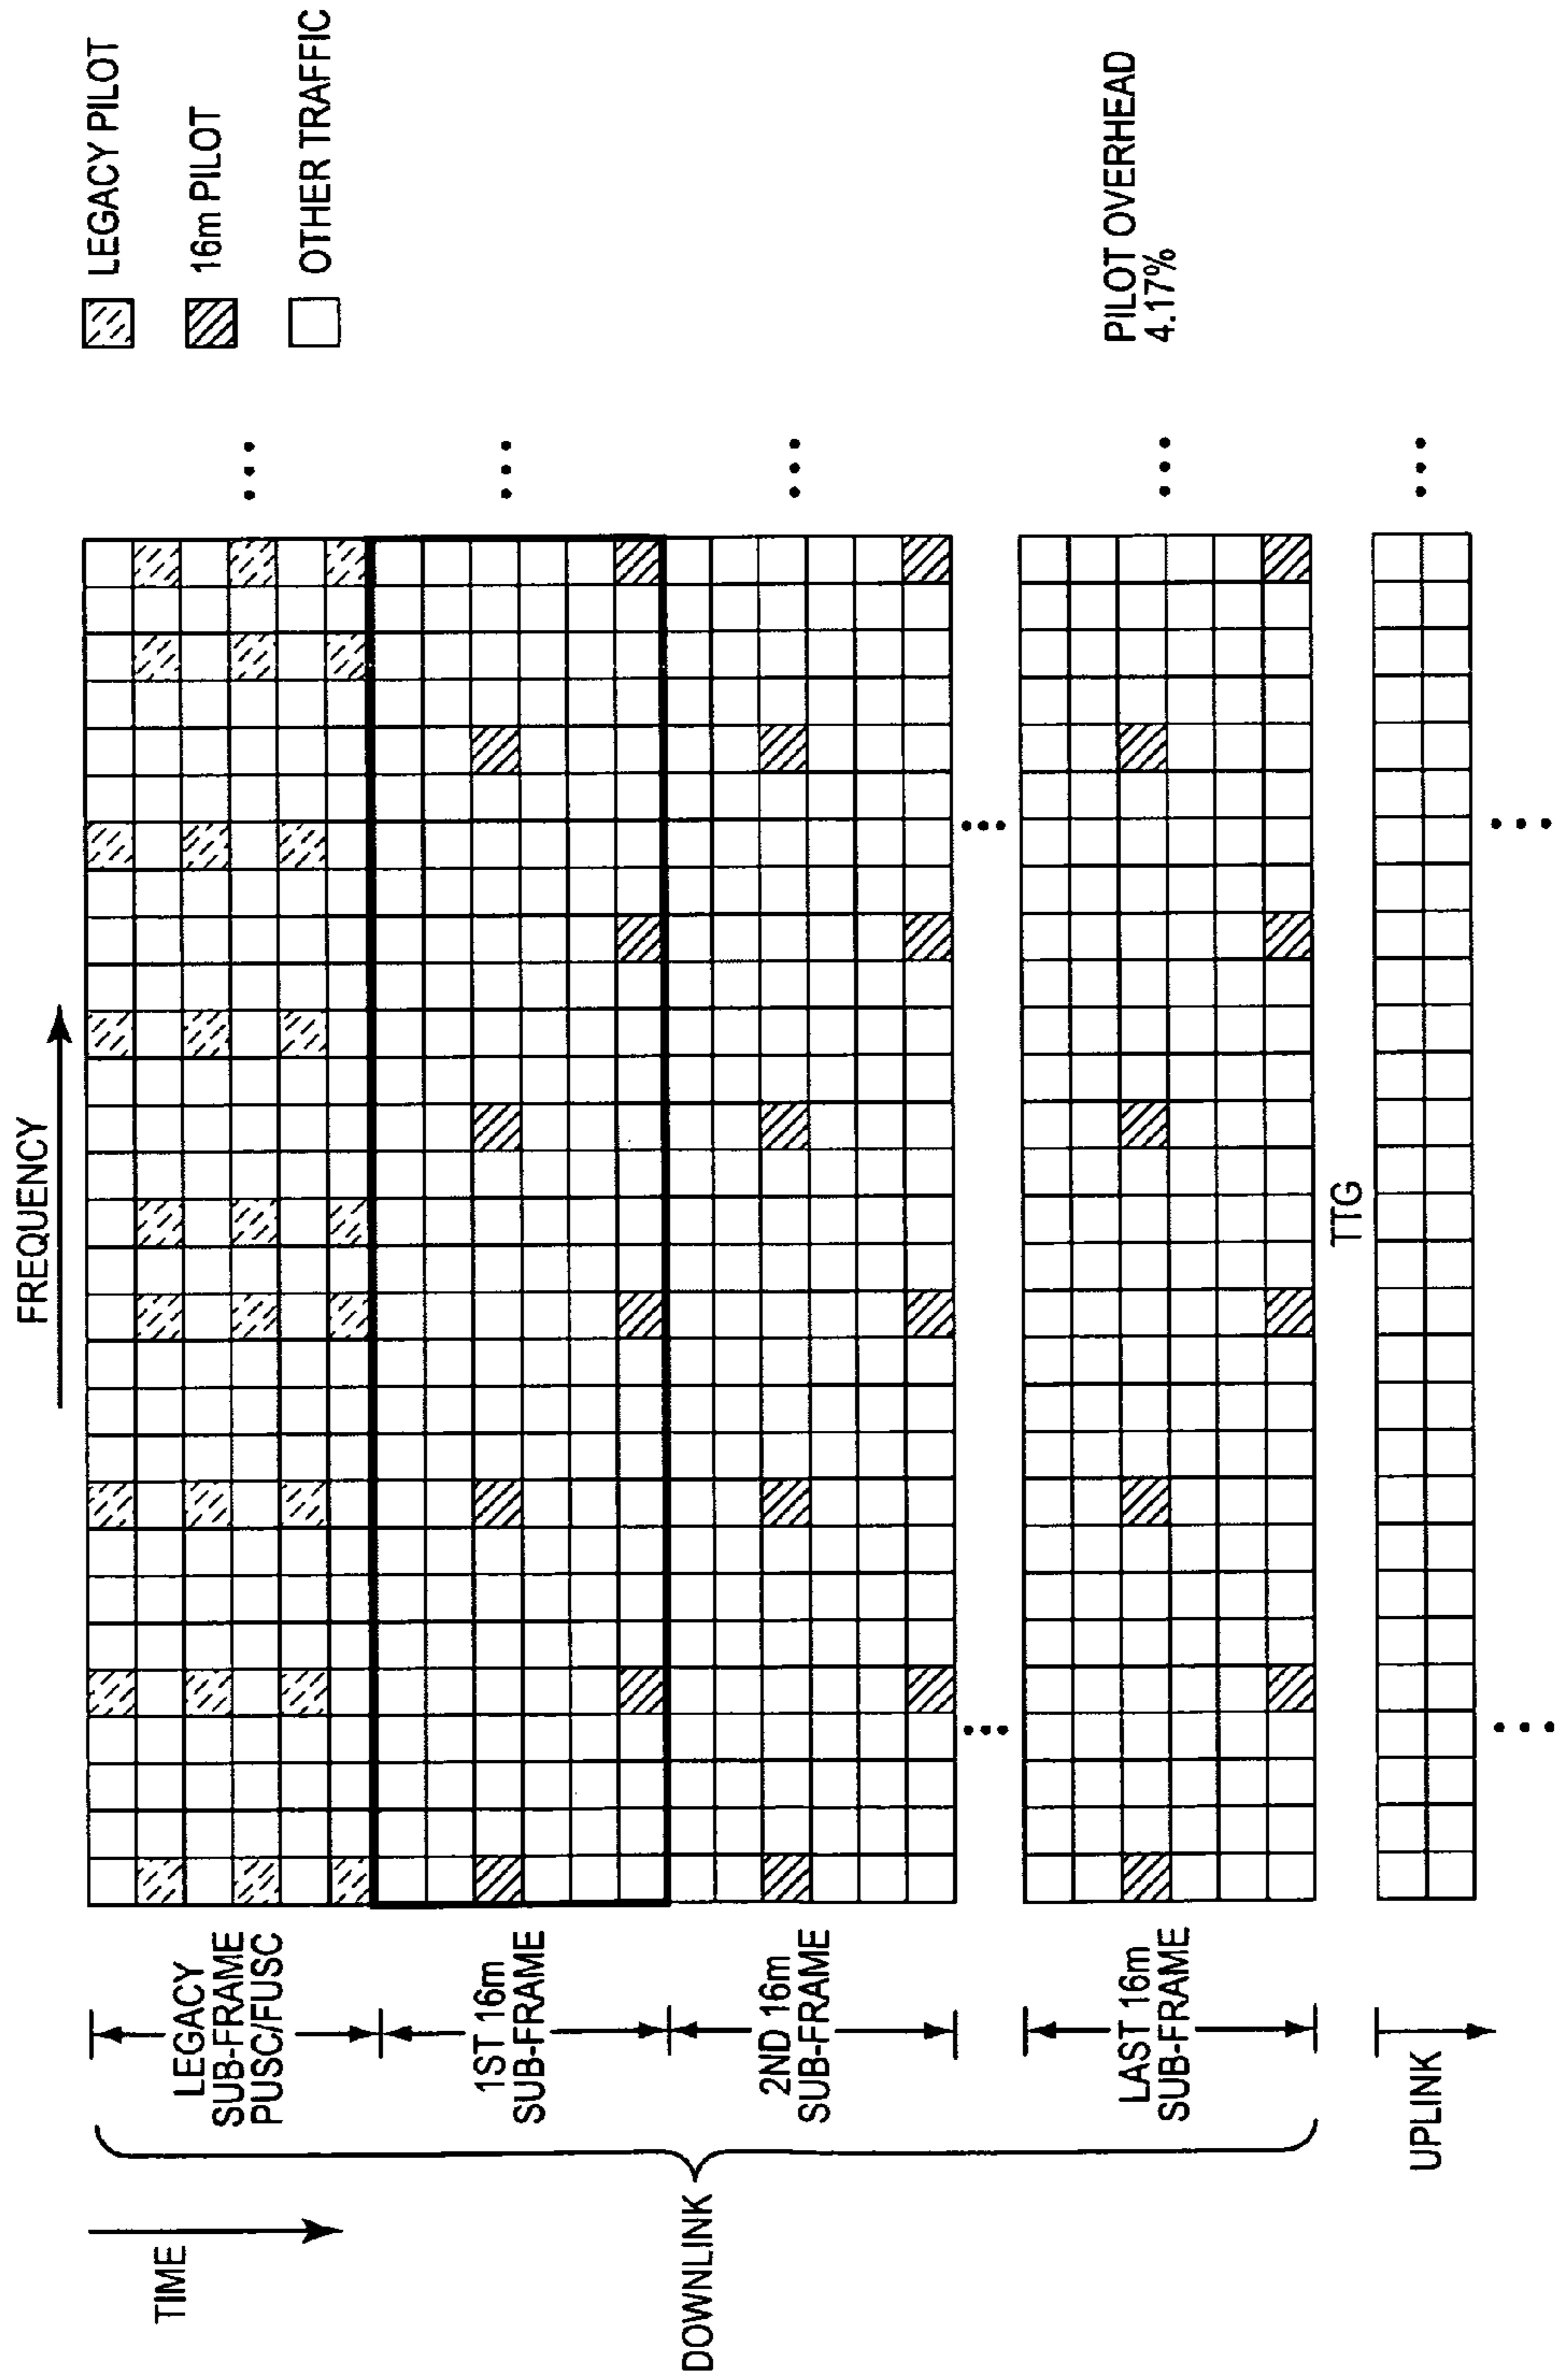 FREQUENCY
TIME
DOWNLINK
LEGACY
SUB-FRAME
PUSC/FUSC
1ST 16m
SUB-FRAME
2ND 16m
SUB-FRAME
LAST 16m
SUB-FRAME
TTG
UPLINK
LEGACY PILOT
16m PILOT
OTHER TRAFFIC
PILOT OVERHEAD
4.17%